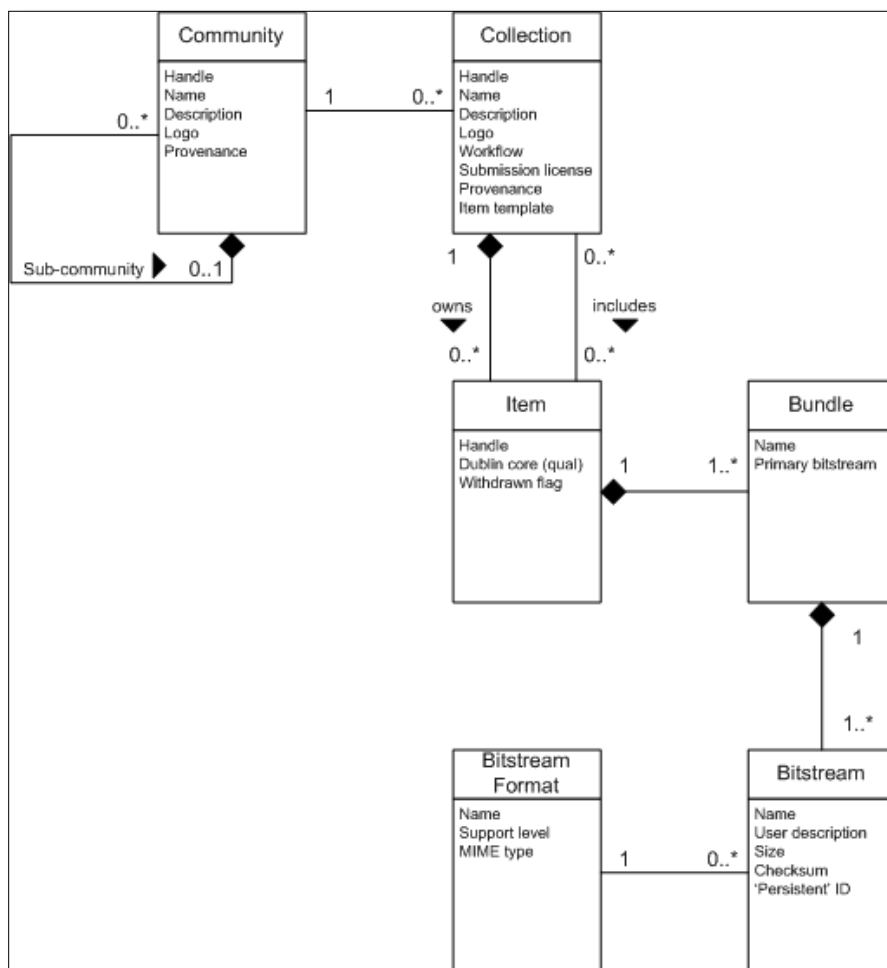 Community
Handle
Name
Description
Logo
Provenance
Collection
Handle
Name
Description
Logo
Workflow
Submission license
Provenance
Item template
1
0..*
0..*
Sub-community
0..1
1
0..*
owns
includes
0..*
0..*
Item
Handle
Dublin core (qual)
Withdrawn flag
Bundle
Name
Primary bitstream
1
1..*
1
1..*
Bitstream
Format
Name
Support level
MIME type
Bitstream
Name
User description
Size
Checksum
'Persistent' ID
1
0..*